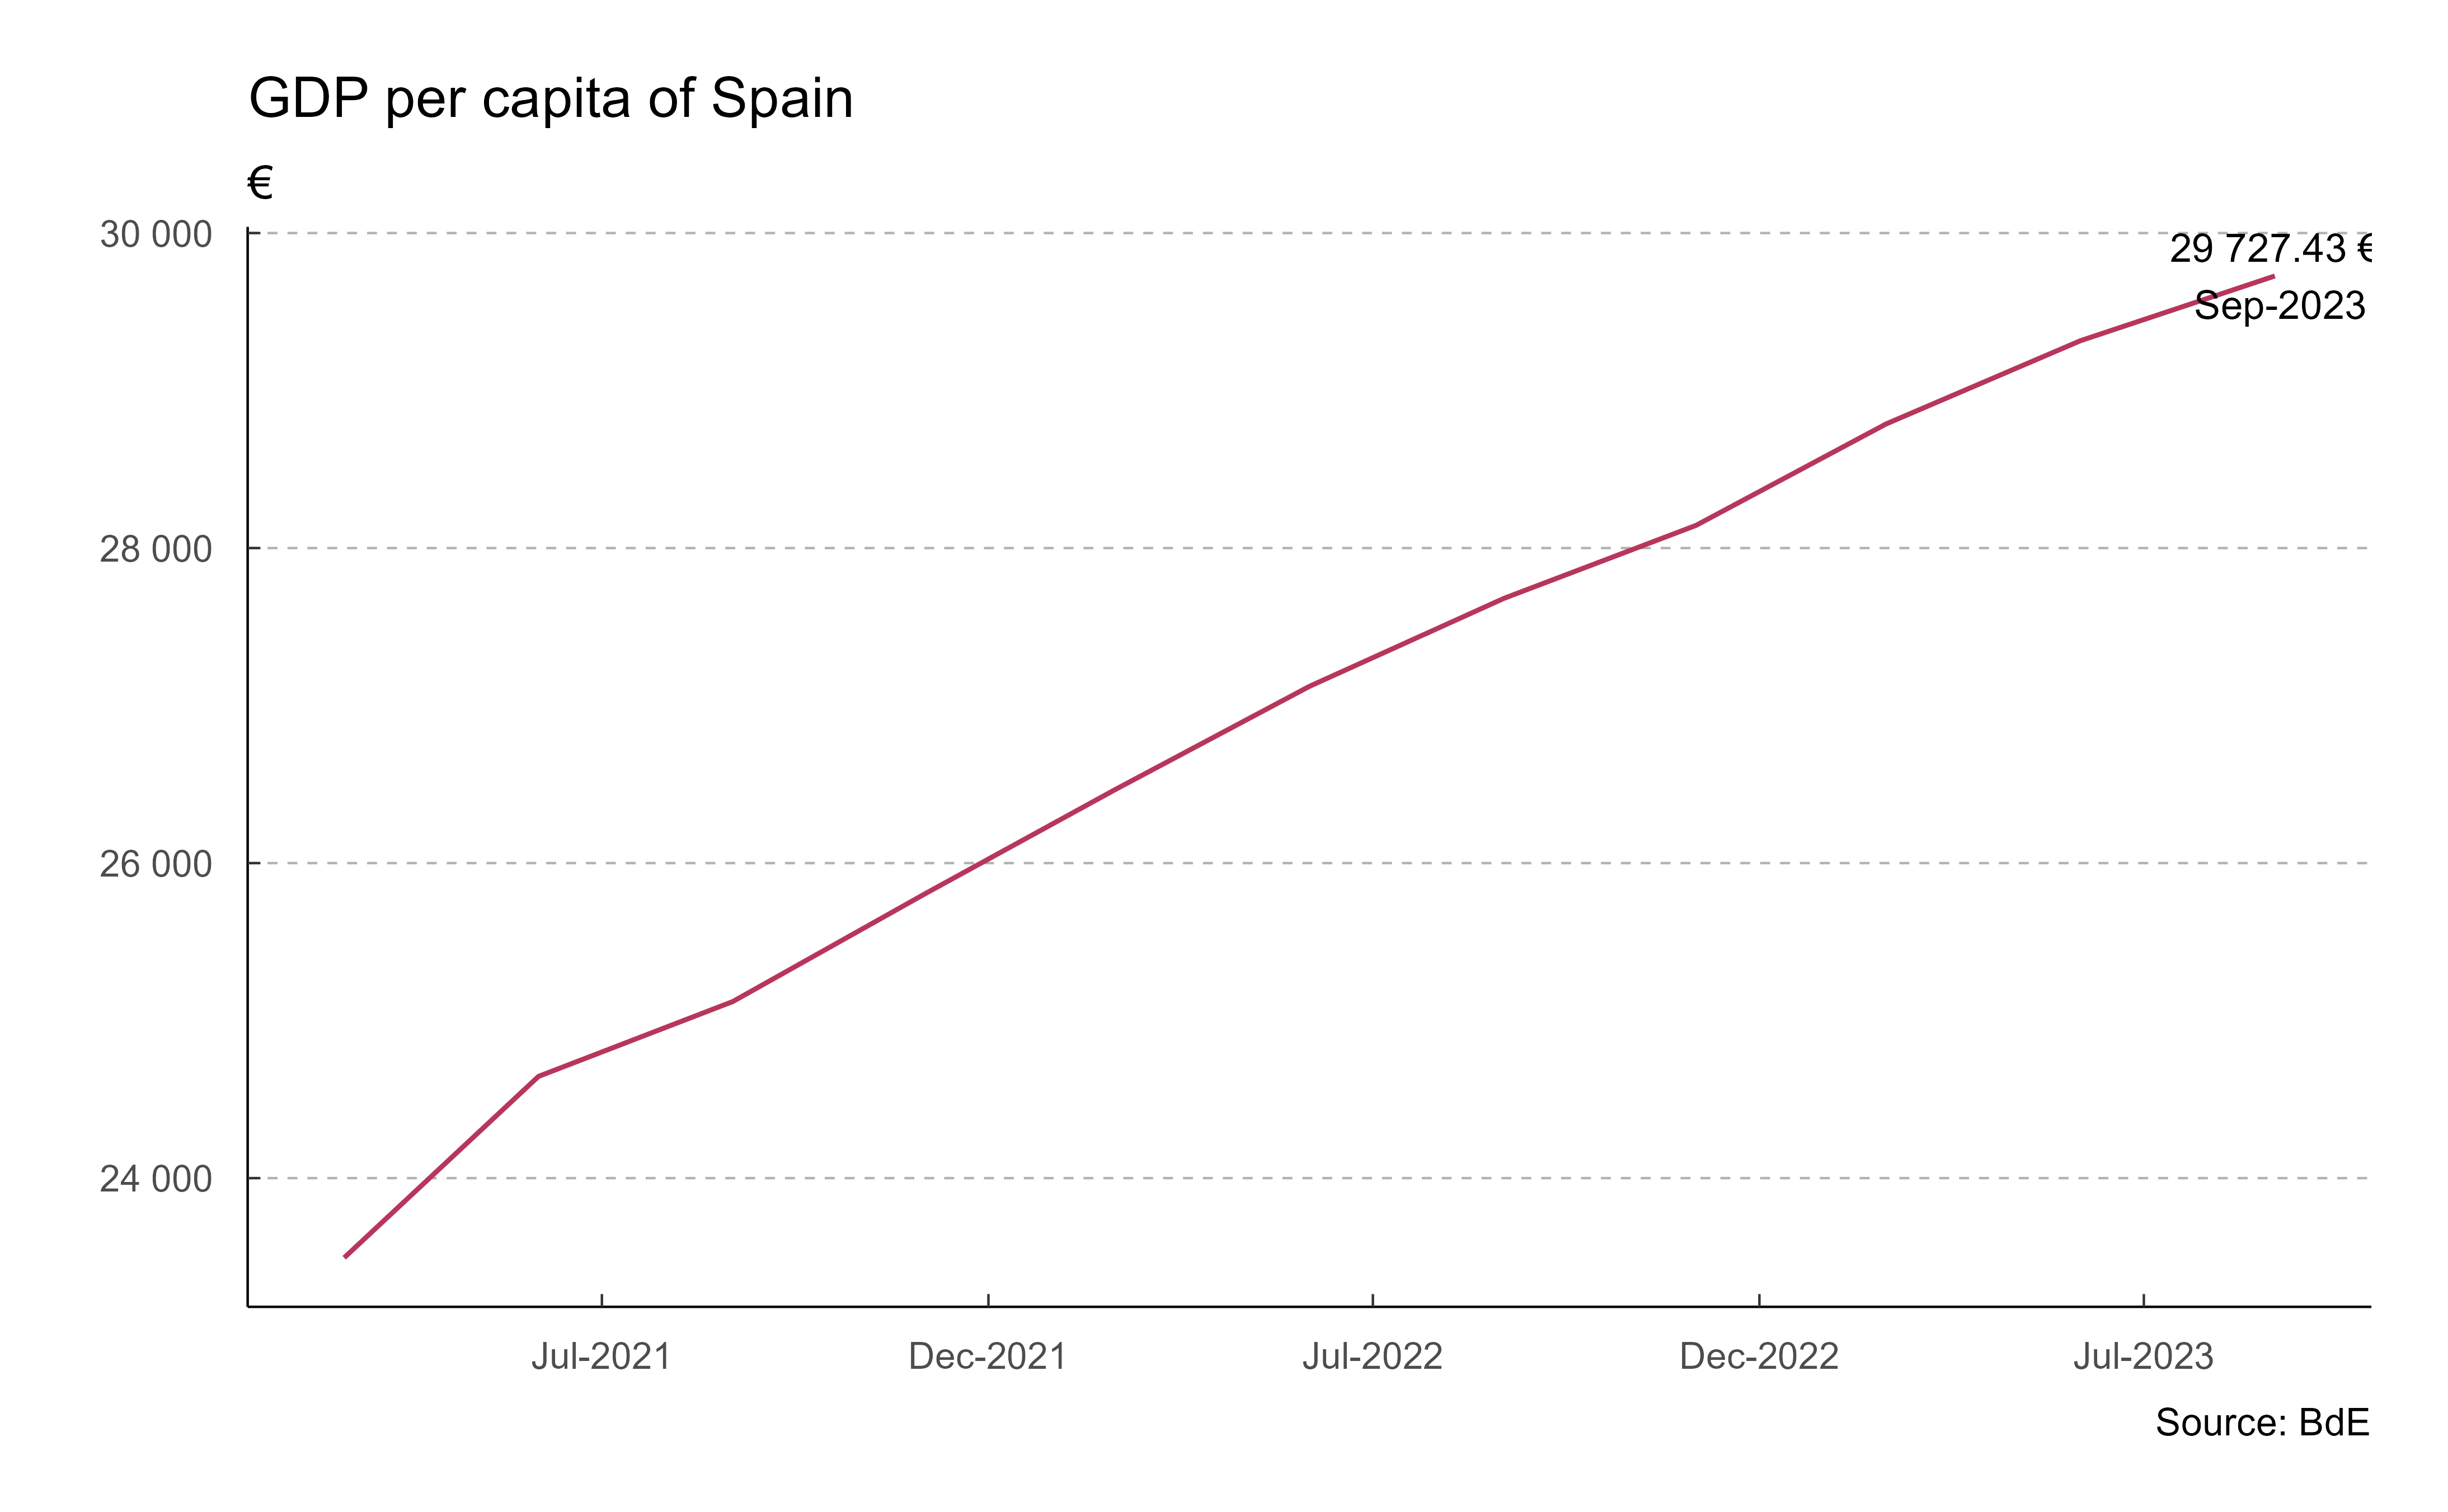 GDP per capita of Spain
€
30 000
29 727.43 €
Sep-2023
28 000
26 000
24 000
Jul-2021 Dec-2021 Jul-2022 Dec-2022 Jul-2023
Source: BdE